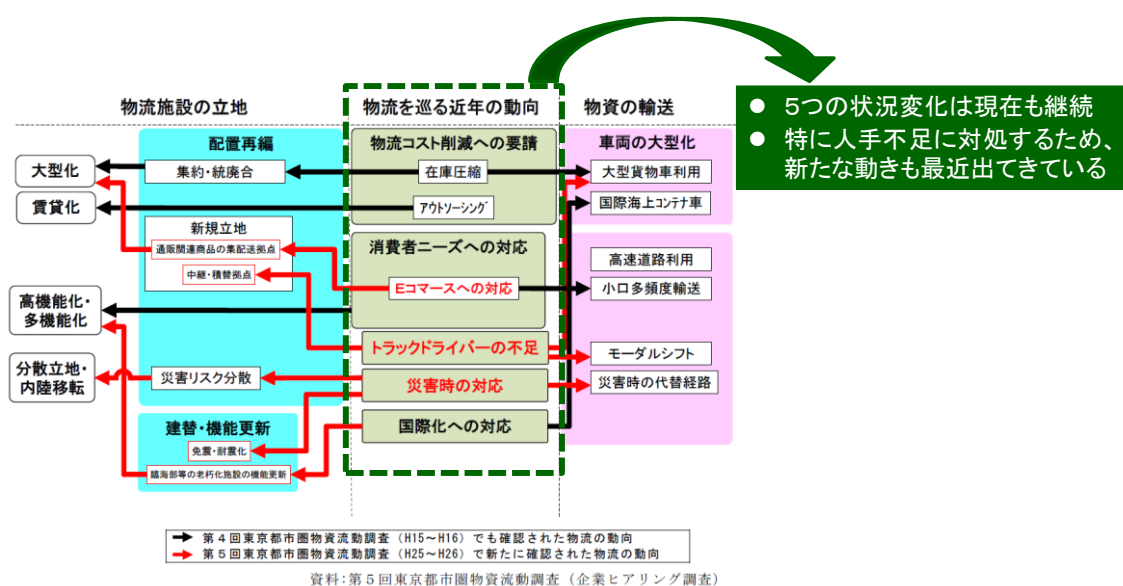 物流施設の立地
物流を巡る近年の動向
物資の輸送
● 5つの状況変化は現在も継続
● 特に人手不足に対処するため、
新たな動きも最近出てきている
配置再編
物流コスト削減への要請
車両の大型化
大型化
集約・統廃合
在庫圧縮
大型貨物車利用
賃貸化
アウトソーシング
国際海上コンテナ車
新規立地
通販関連商品の集配送拠点
中継・積替拠点
消費者ニーズへの対応
高速道路利用
Eコマースへの対応
小口多頻度輸送
高機能化・
多機能化
トラックドライバーの不足
モーダルシフト
分散立地・
内陸移転
災害リスク分散
災害時の対応
災害時の代替経路
建替・機能更新
国際化への対応
免震・耐震化
臨海部等の老朽化施設の機能更新
第4回東京都市圏物資流動調査(H15~H16)でも確認された物流の動向
第5回東京都市圏物資流動調査(H25~H26)で新たに確認された物流の動向
資料:第5回東京都市圏物資流動調査(企業ヒアリング調査)